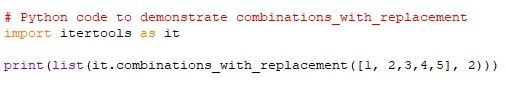 # Python code to demonstrate combinations_with_replacement
import itertools as it
print(list(it.combinations_with_replacement([1, 2,3,4,5], 2)))